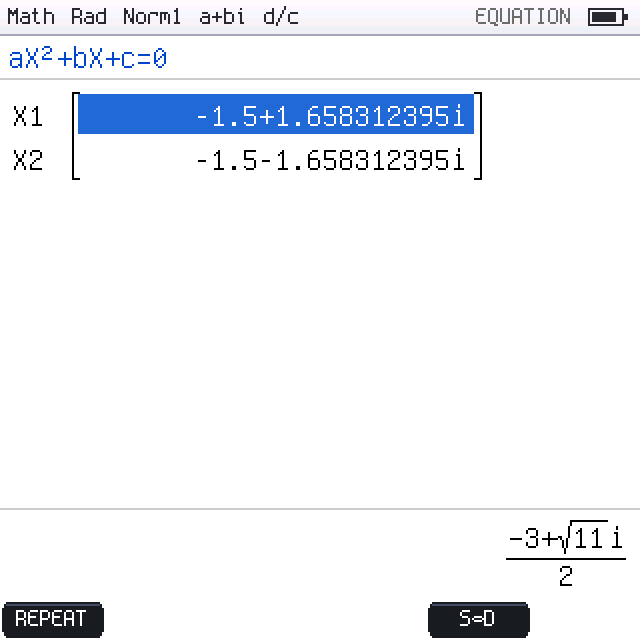 Math Rad Norm1 a+bi d/c EQUATION
aX²+bX+c=0
X1 -1.5+1.658312395i
X2 -1.5-1.658312395i
-3+√11 i
2
REPEAT S⇔D